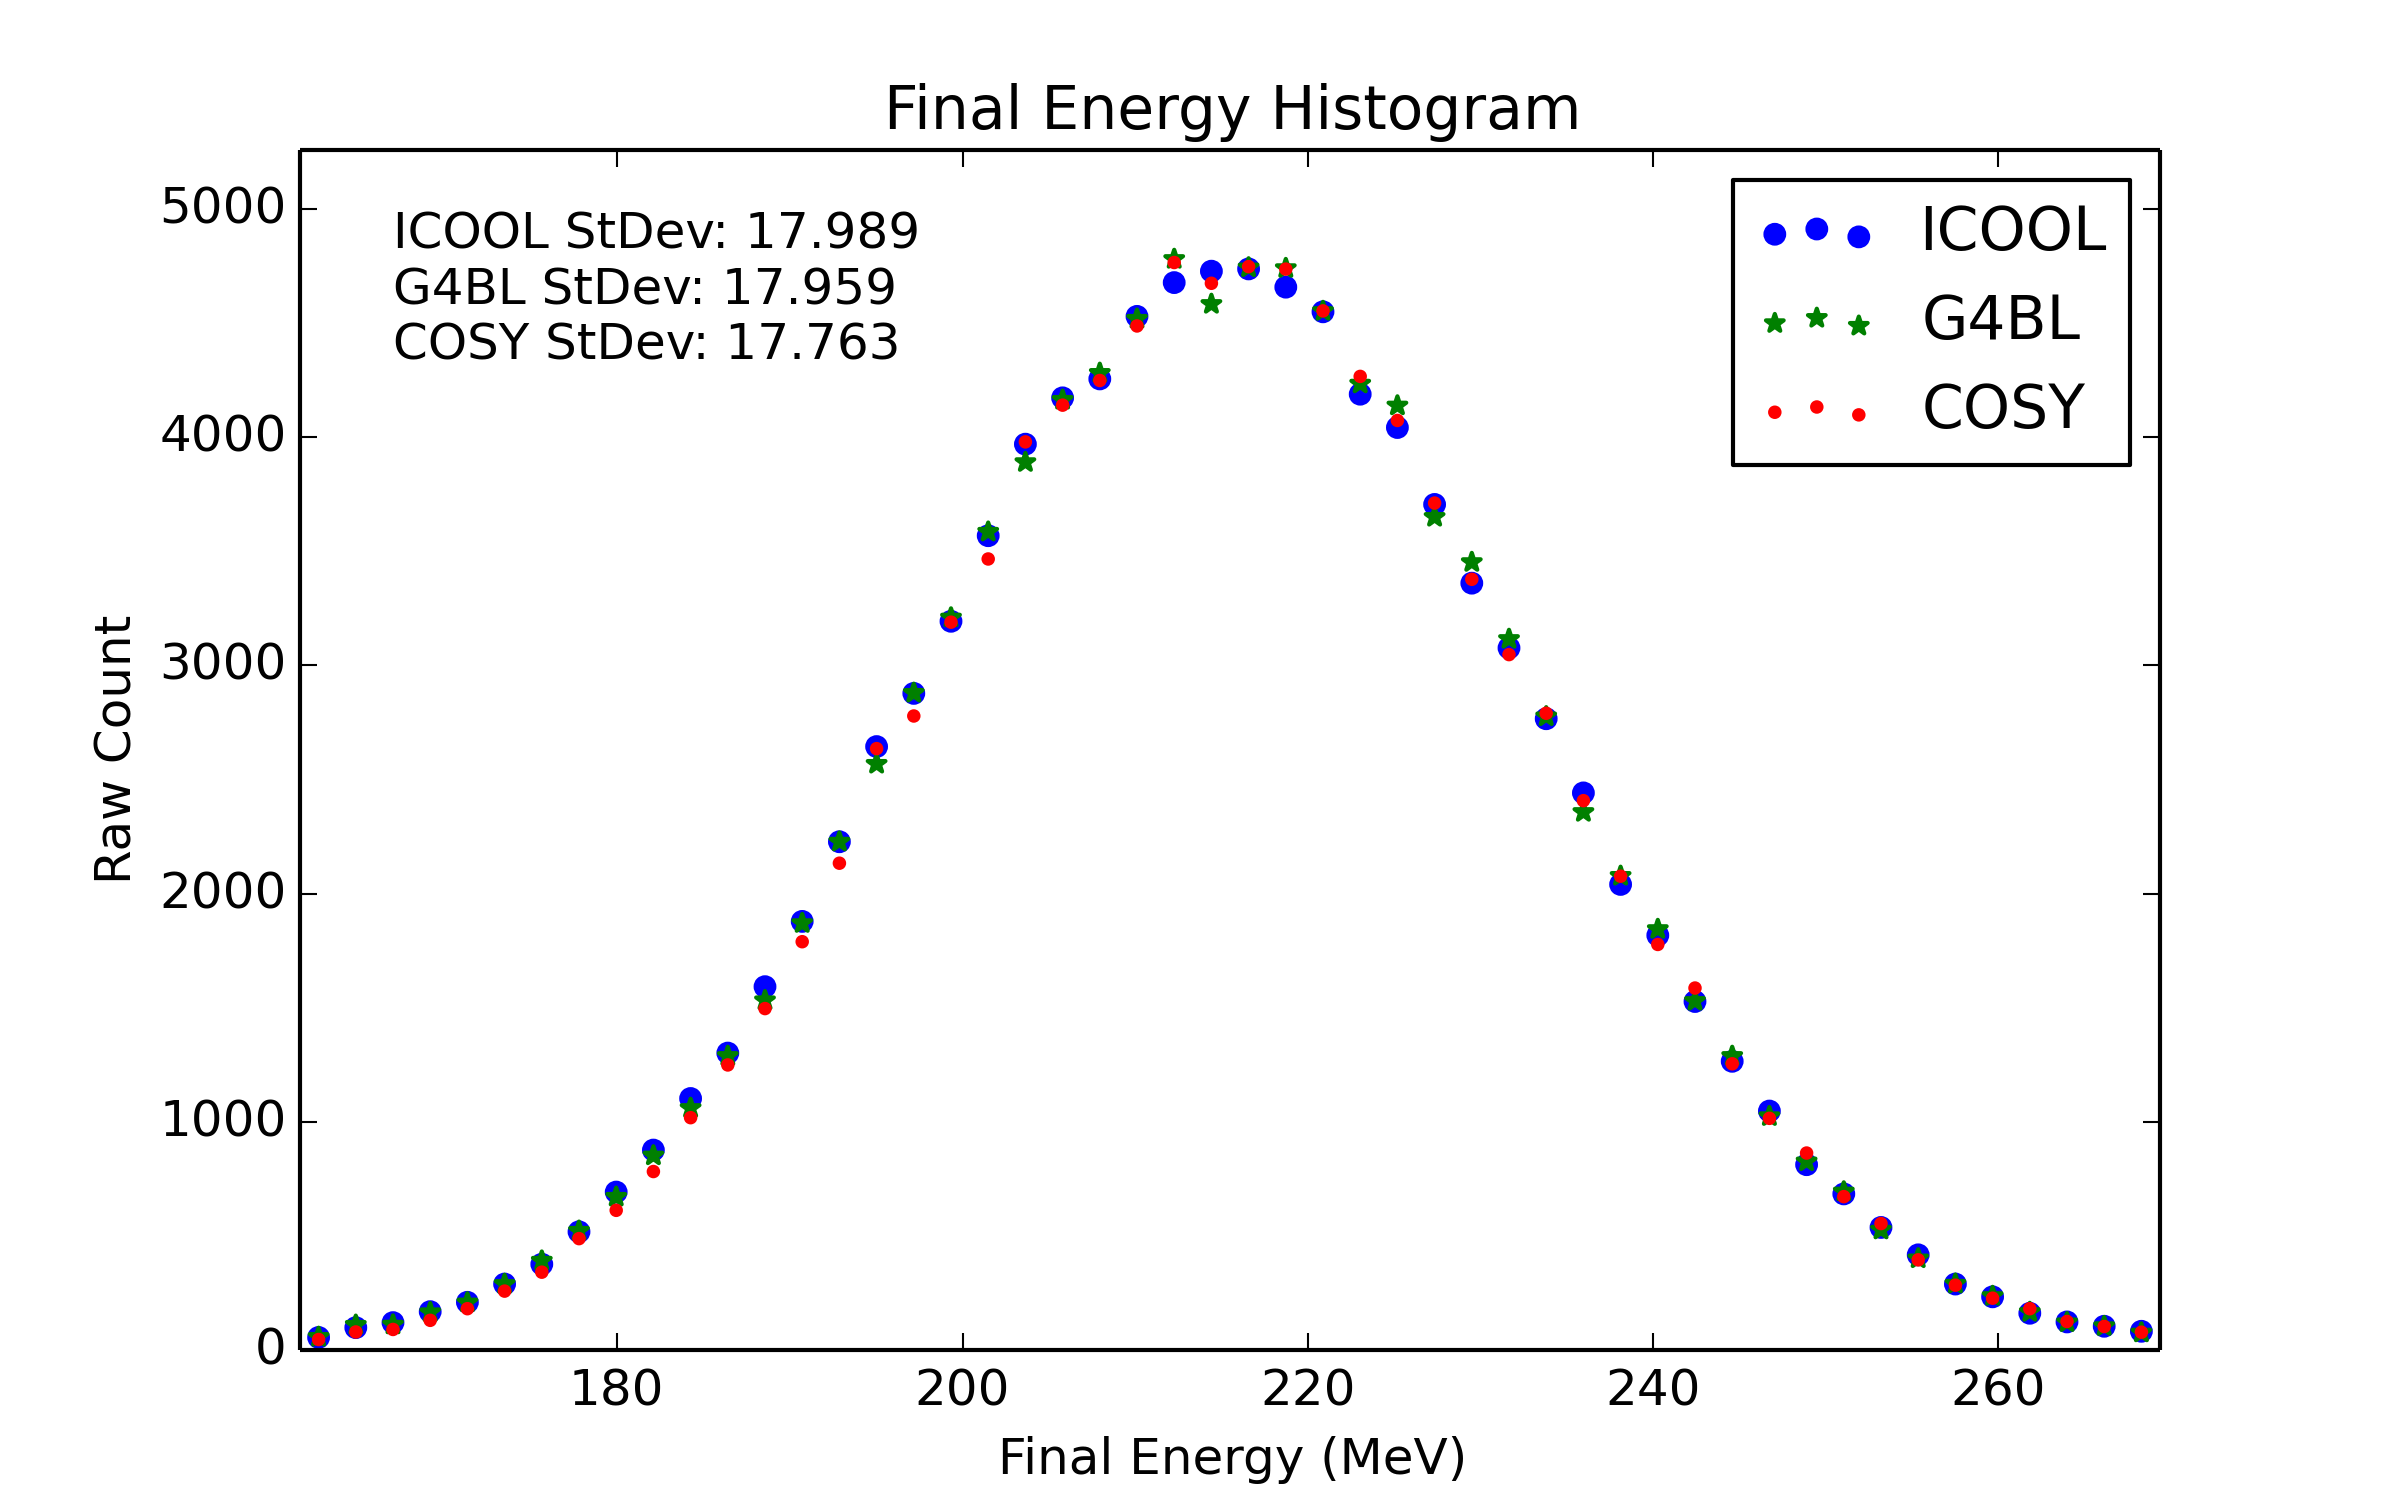 Final Energy Histogram
ICOOL StDev: 17.989
G4BL StDev: 17.959
COSY StDev: 17.763
ICOOL
G4BL
COSY
Raw Count
5000
4000
3000
2000
1000
0
180
200
220
240
260
Final Energy (MeV)